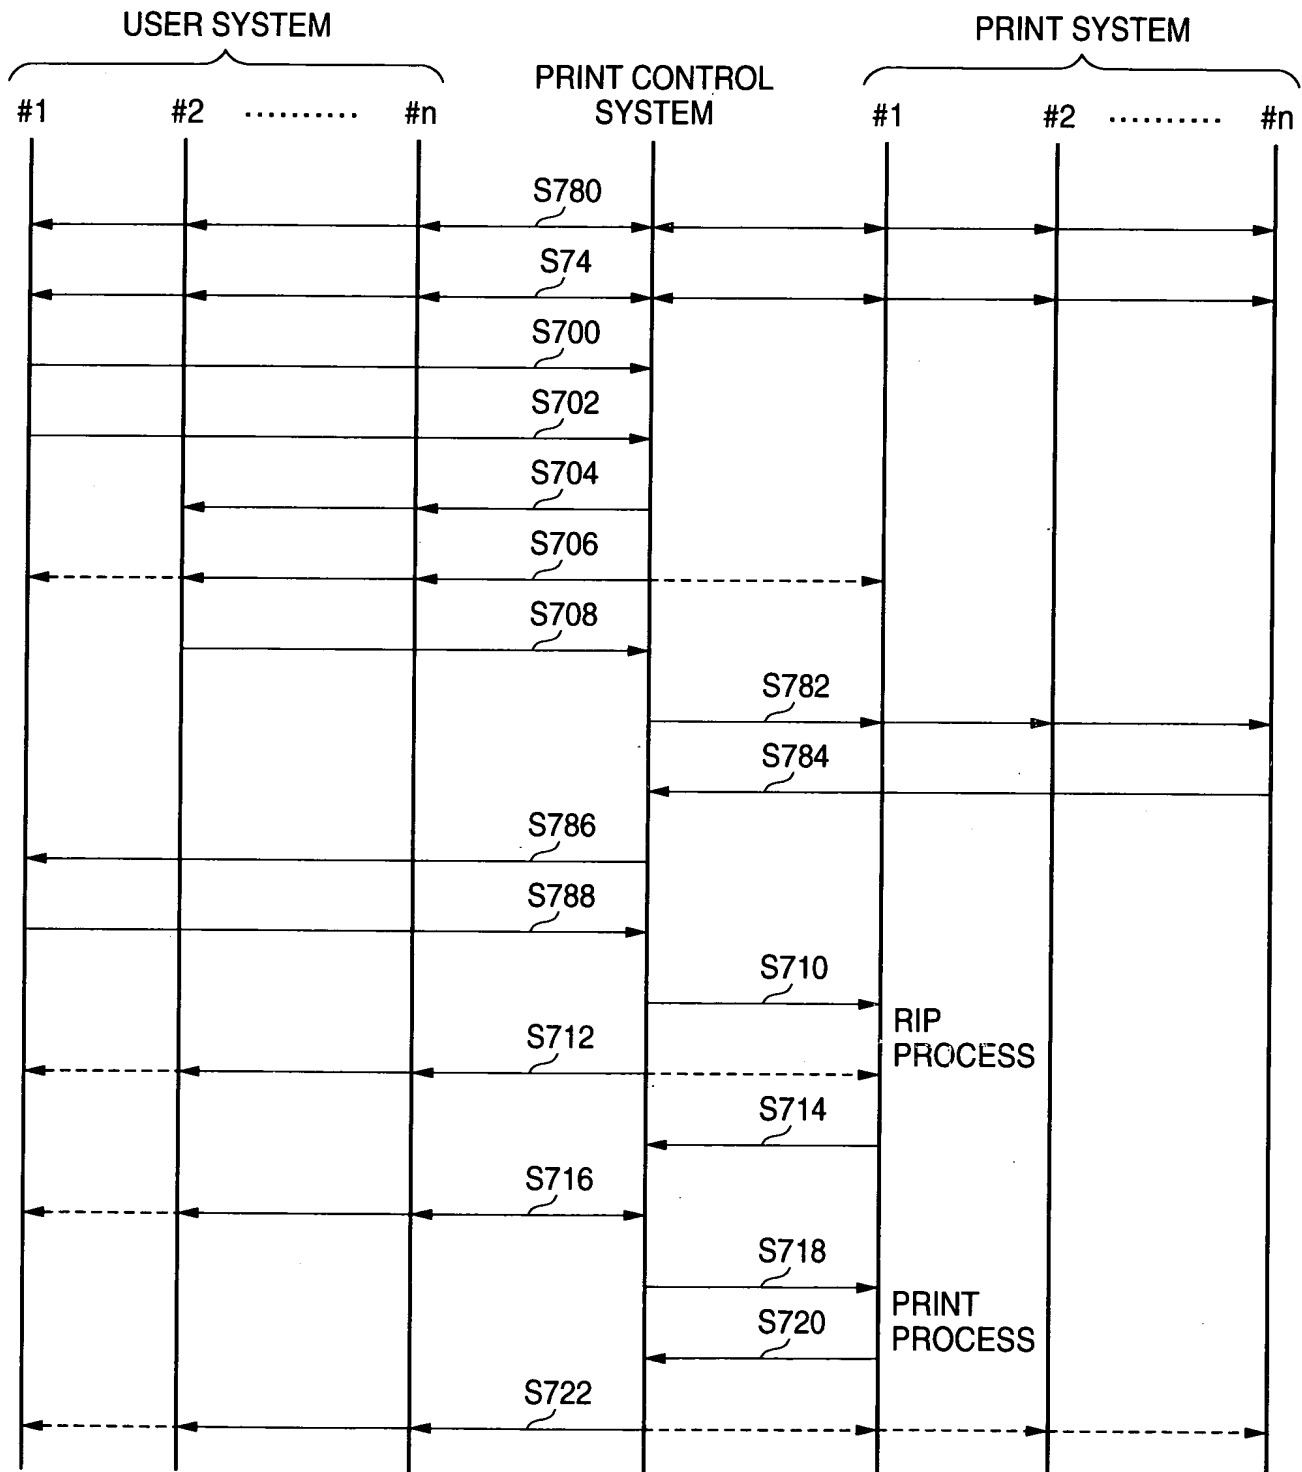 USER SYSTEM
PRINT SYSTEM
PRINT CONTROL
SYSTEM
#1 #2 .......... #n #1 #2 .......... #n
S780
S74
S700
S702
S704
S706
S708
S782
S784
S786
S788
S710
RIP
PROCESS
S712
S714
S716
S718
PRINT
PROCESS
S720
S722